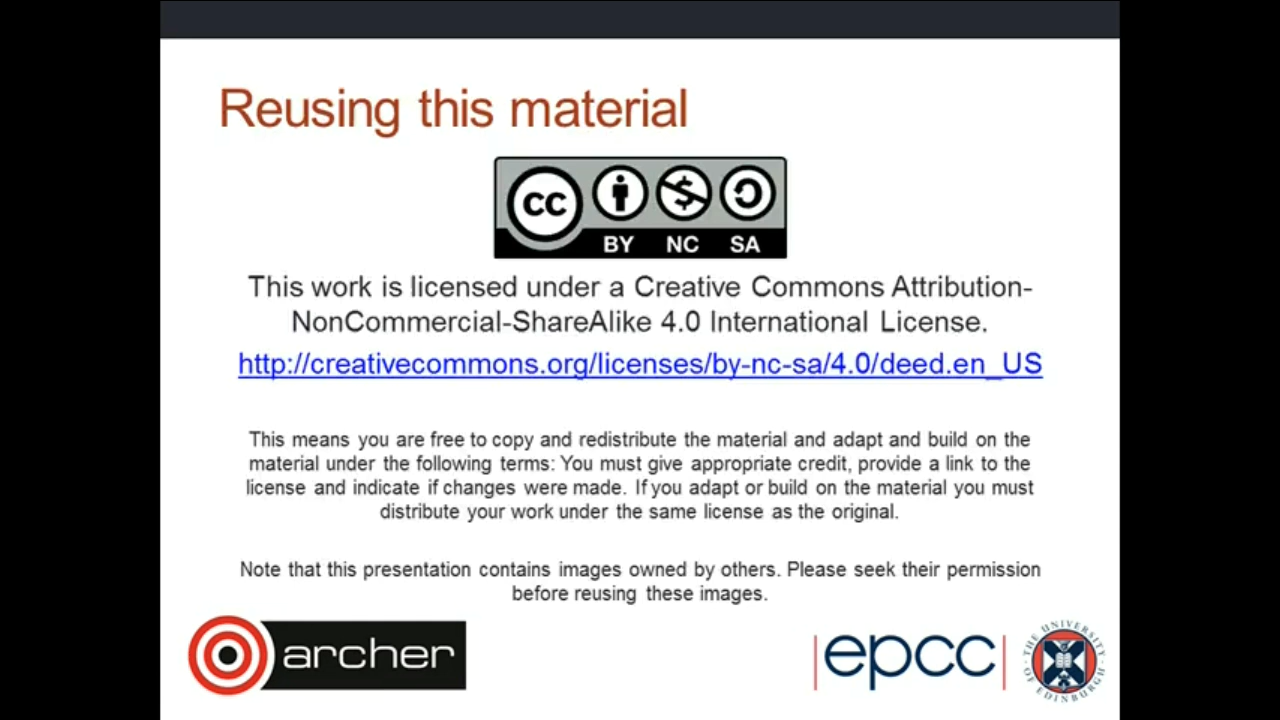 Reusing this material
CC
BY NC SA
This work is licensed under a Creative Commons Attribution-
NonCommercial-ShareAlike 4.0 International License.
http://creativecommons.org/licenses/by-nc-sa/4.0/deed.en_US
This means you are free to copy and redistribute the material and adapt and build on the
material under the following terms: You must give appropriate credit, provide a link to the
license and indicate if changes were made. If you adapt or build on the material you must
distribute your work under the same license as the original.
Note that this presentation contains images owned by others. Please seek their permission
before reusing these images.
archer
epcc
THE UNIVERSITY
OF EDINBURGH